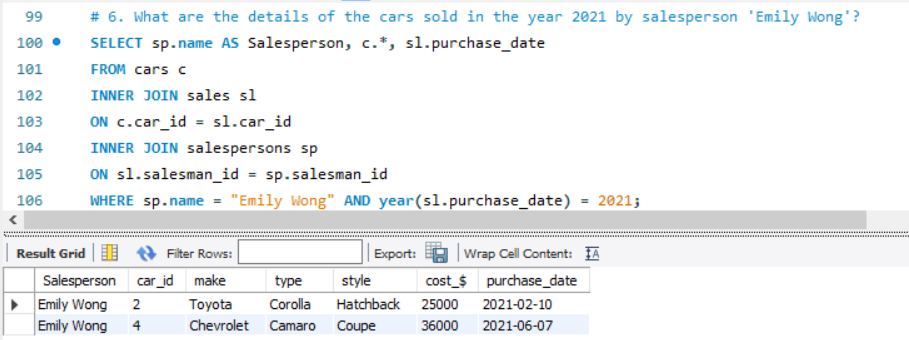 99 # 6. What are the details of the cars sold in the year 2021 by salesperson 'Emily Wong'?
100 SELECT sp.name AS Salesperson, c.*, sl.purchase_date
101 FROM cars c
102 INNER JOIN sales sl
103 ON c.car_id = sl.car_id
104 INNER JOIN salespersons sp
105 ON sl.salesman_id = sp.salesman_id
106 WHERE sp.name = "Emily Wong" AND year(sl.purchase_date) = 2021;
Result Grid Filter Rows: Export: Wrap Cell Content: IA
Salesperson car_id make type style cost_$ purchase_date
Emily Wong 2 Toyota Corolla Hatchback 25000 2021-02-10
Emily Wong 4 Chevrolet Camaro Coupe 36000 2021-06-07